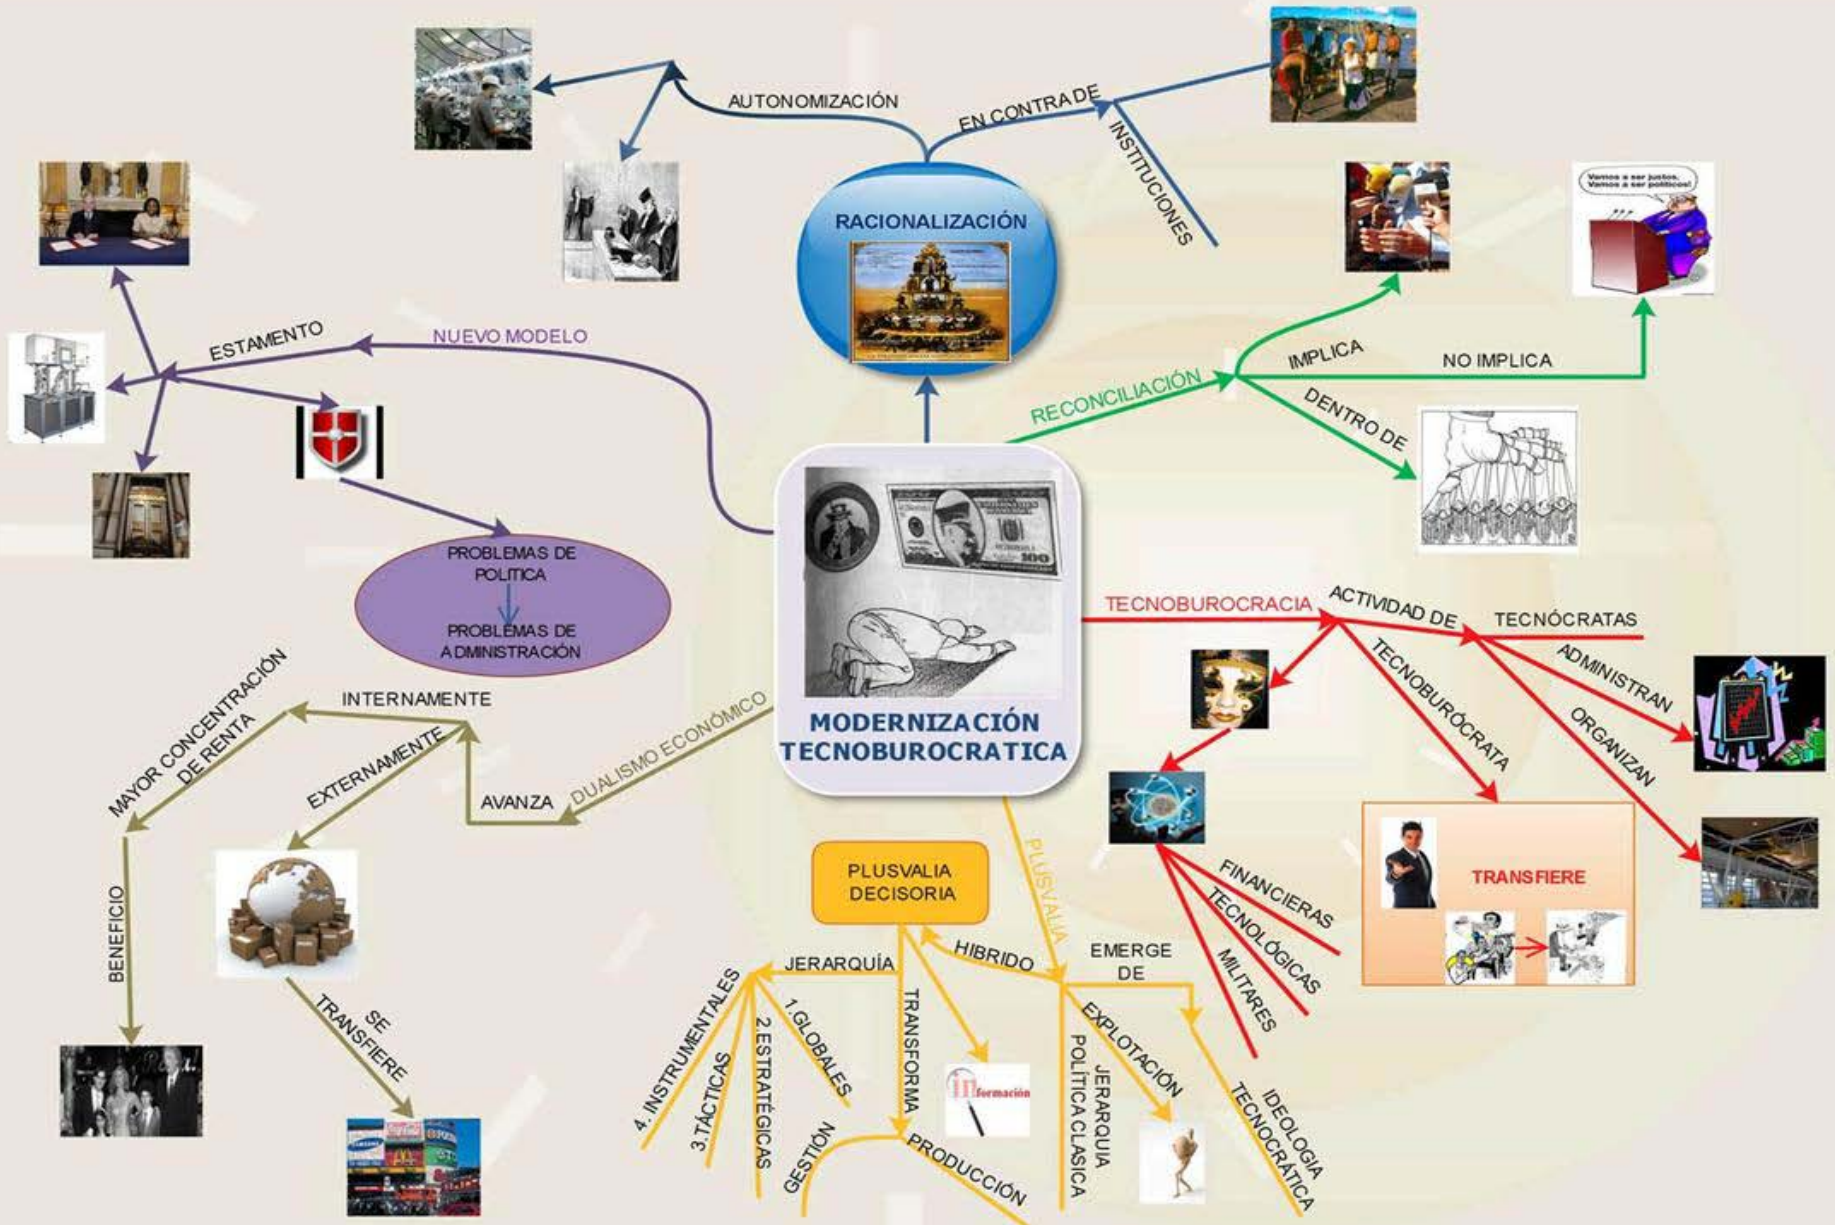 AUTONOMIZACIÓN
EN CONTRA DE
INSTITUCIONES
RACIONALIZACIÓN
Vamos a ser justos.
Vamos a ser políticos!
ESTAMENTO
NUEVO MODELO
RECONCILIACIÓN
IMPLICA
NO IMPLICA
DENTRO DE
PROBLEMAS DE
POLITICA
PROBLEMAS DE
ADMINISTRACIÓN
100
MODERNIZACIÓN
TECNOBUROCRATICA
TECNOBUROCRACIA
ACTIVIDAD DE
TECNÓCRATAS
ADMINISTRAN
ORGANIZAN
TECNOBURÓCRATA
TRANSFIERE
FINANCIERAS
TECNOLÓGICAS
MILITARES
DUALISMO ECONÓMICO
AVANZA
INTERNAMENTE
EXTERNAMENTE
MAYOR CONCENTRACIÓN
DE RENTA
BENEFICIO
SE
TRANSFIERE
PLUSVALIA
PLUSVALIA
DECISORIA
HIBRIDO
EMERGE
DE
JERARQUÍA
1.GLOBALES
2.ESTRATÉGICAS
3.TÁCTICAS
4. INSTRUMENTALES
TRANSFORMA
GESTIÓN
PRODUCCIÓN
información
JERARQUIA
POLÍTICA CLASICA
EXPLOTACIÓN
IDEOLOGIA
TECNOCRÁTICA